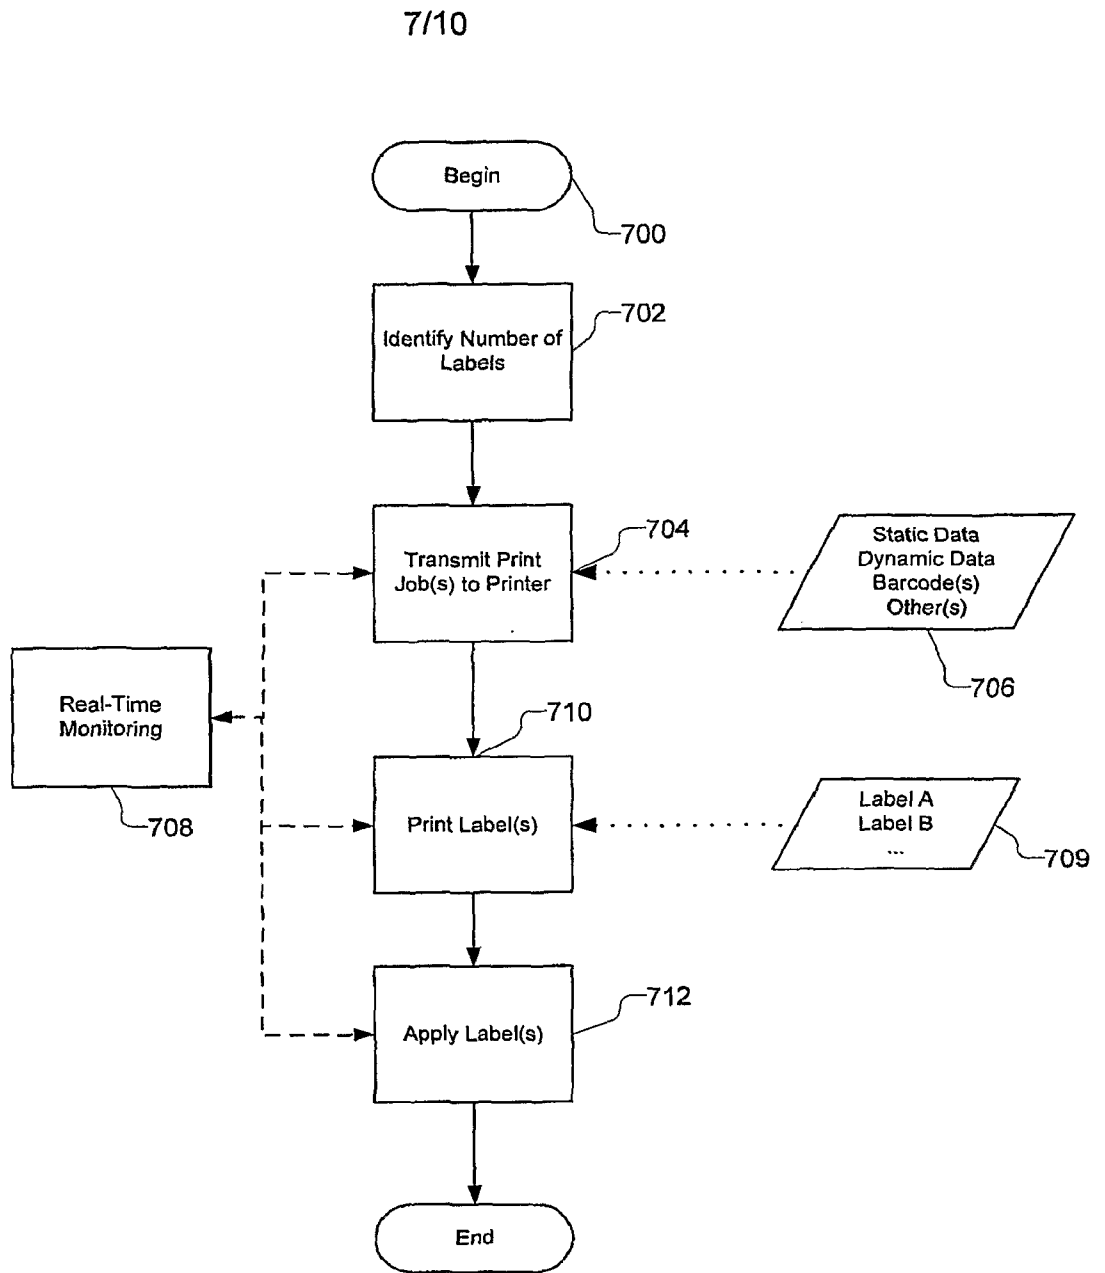 7/10
Begin
700
Identify Number of
Labels
702
Transmit Print
Job(s) to Printer
704
Static Data
Dynamic Data
Barcode(s)
Other(s)
706
Real-Time
Monitoring
708
710
Print Label(s)
Label A
Label B
...
709
Apply Label(s)
712
End